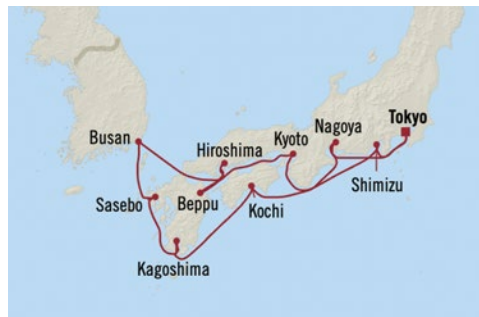 Tokyo
Nagoya
Kyoto
Busan
Hiroshima
Shimizu
Sasebo
Beppu
Kochi
Kagoshima